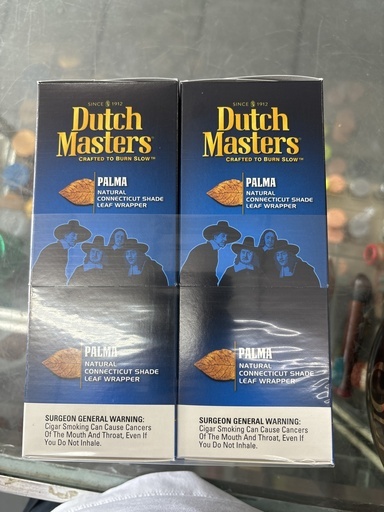 SINCE 1912
Dutch
Masters
CRAFTED TO BURN SLOW™
PALMA
NATURAL
CONNECTICUT SHADE
LEAF WRAPPER
PALMA
NATURAL
CONNECTICUT SHADE
LEAF WRAPPER
SURGEON GENERAL WARNING:
Cigar Smoking Can Cause Cancers
Of The Mouth And Throat, Even If
You Do Not Inhale.
SINCE 1912
Dutch
Masters
CRAFTED TO BURN SLOW™
PALMA
NATURAL
CONNECTICUT SHADE
LEAF WRAPPER
PALMA
NATURAL
CONNECTICUT SHADE
LEAF WRAPPER
SURGEON GENERAL WARNING:
Cigar Smoking Can Cause Cancers
Of The Mouth And Throat, Even If
You Do Not Inhale.